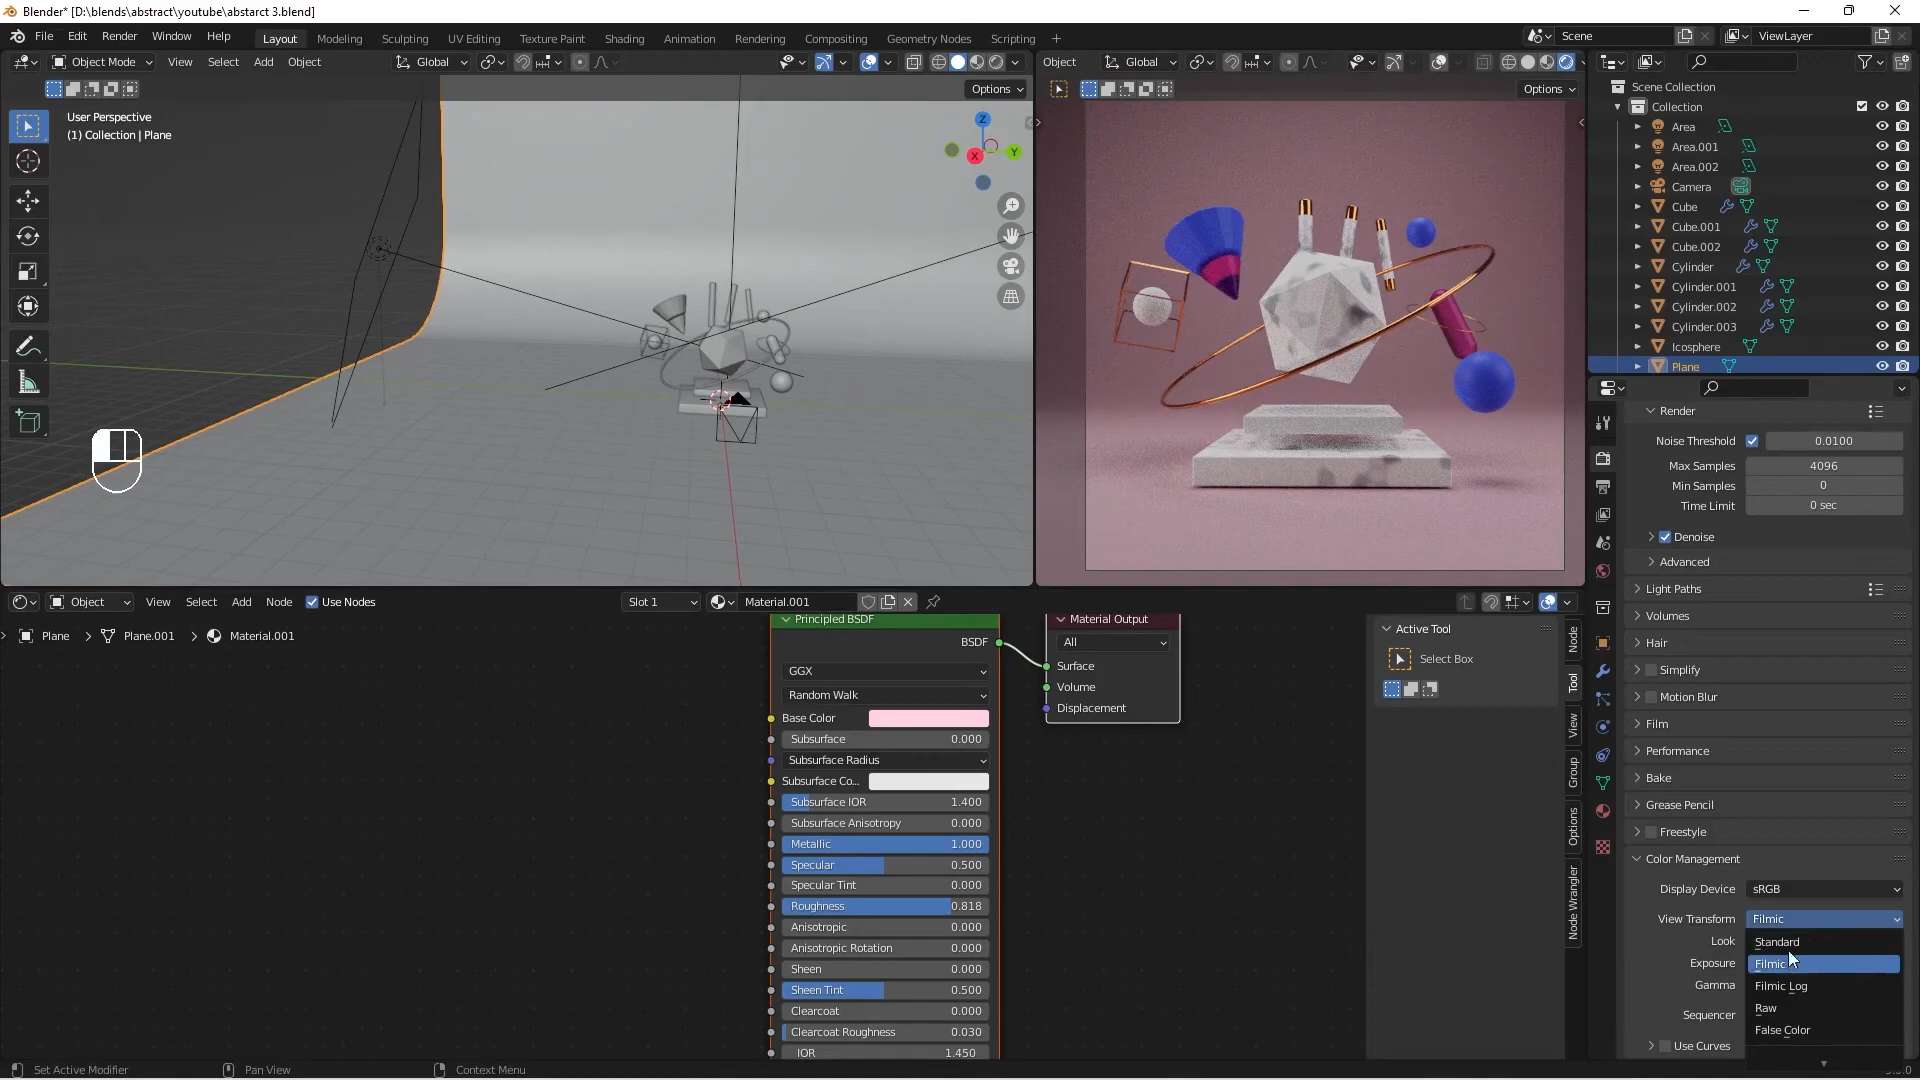 Blender* [D:\blends\abstract\youtube\abstarct 3.blend]
File Edit Render Window Help Layout Modeling Sculpting UV Editing Texture Paint Shading Animation Rendering Compositing Geometry Nodes Scripting + Scene ViewLayer
Object Mode View Select Add Object Global
Options
User Perspective
(1) Collection | Plane
Z
X
Y
Object Global
Options
Scene Collection
Collection
Area
Area.001
Area.002
Camera
Cube
Cube.001
Cube.002
Cylinder
Cylinder.001
Cylinder.002
Cylinder.003
Icosphere
Plane
Render
Noise Threshold 0.0100
Max Samples 4096
Min Samples 0
Time Limit 0 sec
Denoise
Advanced
Light Paths
Volumes
Hair
Simplify
Motion Blur
Film
Performance
Bake
Grease Pencil
Freestyle
Color Management
Display Device sRGB
View Transform Filmic
Look Standard
Exposure Filmic
Gamma Filmic Log
Sequencer Raw
False Color
Use Curves
Object View Select Add Node Use Nodes Slot 1 Material.001
Plane > Plane.001 > Material.001
Principled BSDF
BSDF
GGX
Random Walk
Base Color
Subsurface 0.000
Subsurface Radius
Subsurface Co...
Subsurface IOR 1.400
Subsurface Anisotropy 0.000
Metallic 1.000
Specular 0.500
Specular Tint 0.000
Roughness 0.818
Anisotropic 0.000
Anisotropic Rotation 0.000
Sheen 0.000
Sheen Tint 0.500
Clearcoat 0.000
Clearcoat Roughness 0.030
IOR 1.450
Material Output
All
Surface
Volume
Displacement
Active Tool
Select Box
Node
Tool
View
Group
Options
Node Wrangler
Set Active Modifier Pan View Context Menu